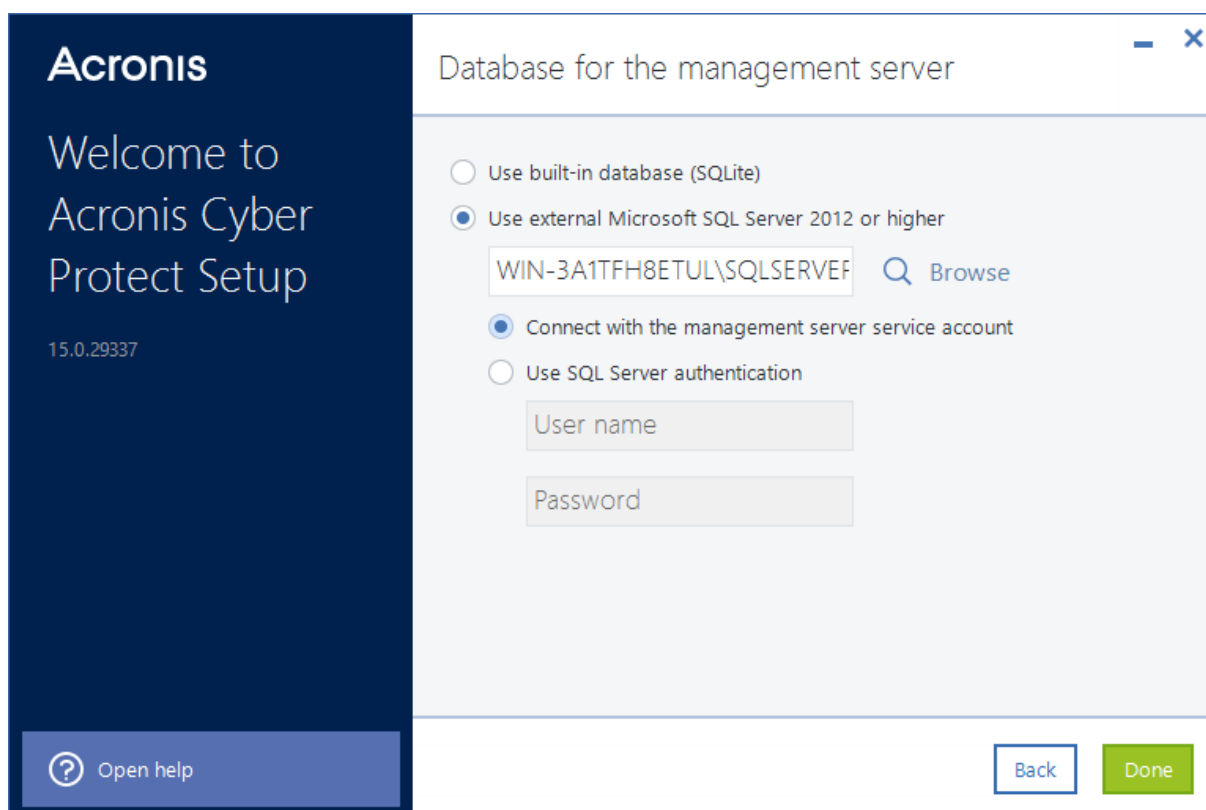 Acronis
Welcome to
Acronis Cyber
Protect Setup
15.0.29337
Open help
Database for the management server
Use built-in database (SQLite)
Use external Microsoft SQL Server 2012 or higher
WIN-3A1TFH8ETUL\SQLSERVER
Browse
Connect with the management server service account
Use SQL Server authentication
User name
Password
Back
Done